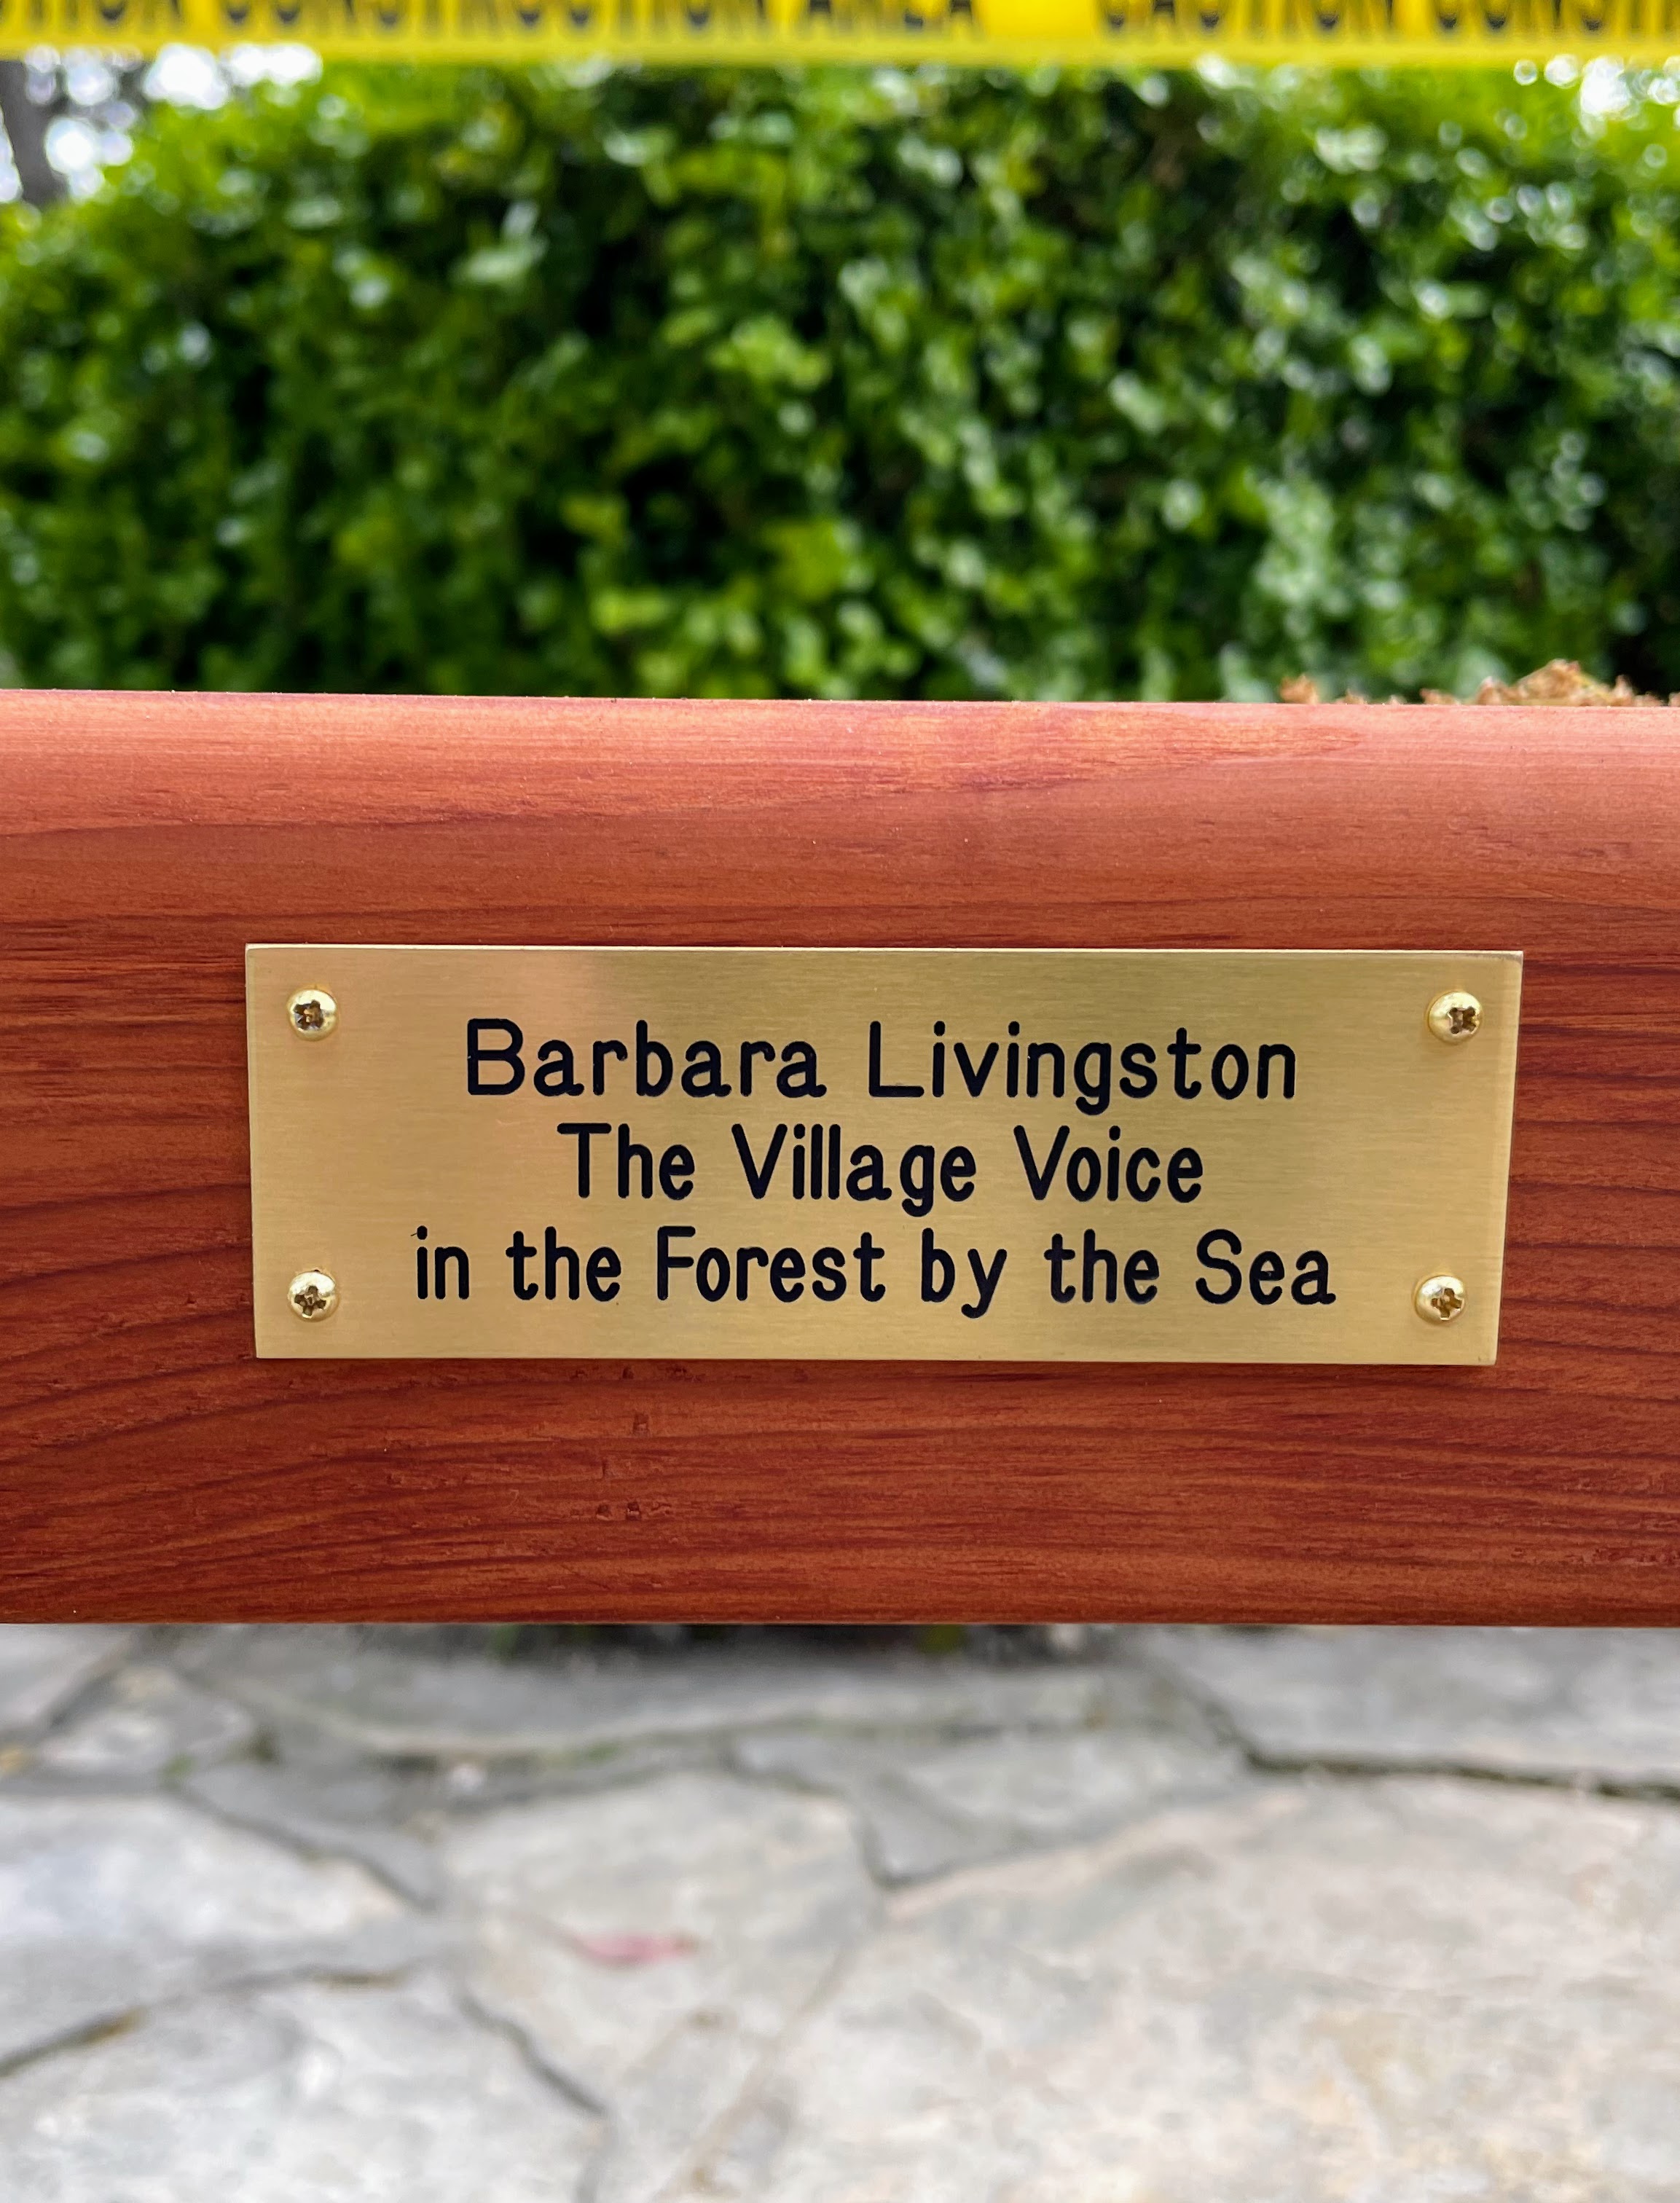 Barbara Livingston
The Village Voice
in the Forest by the Sea